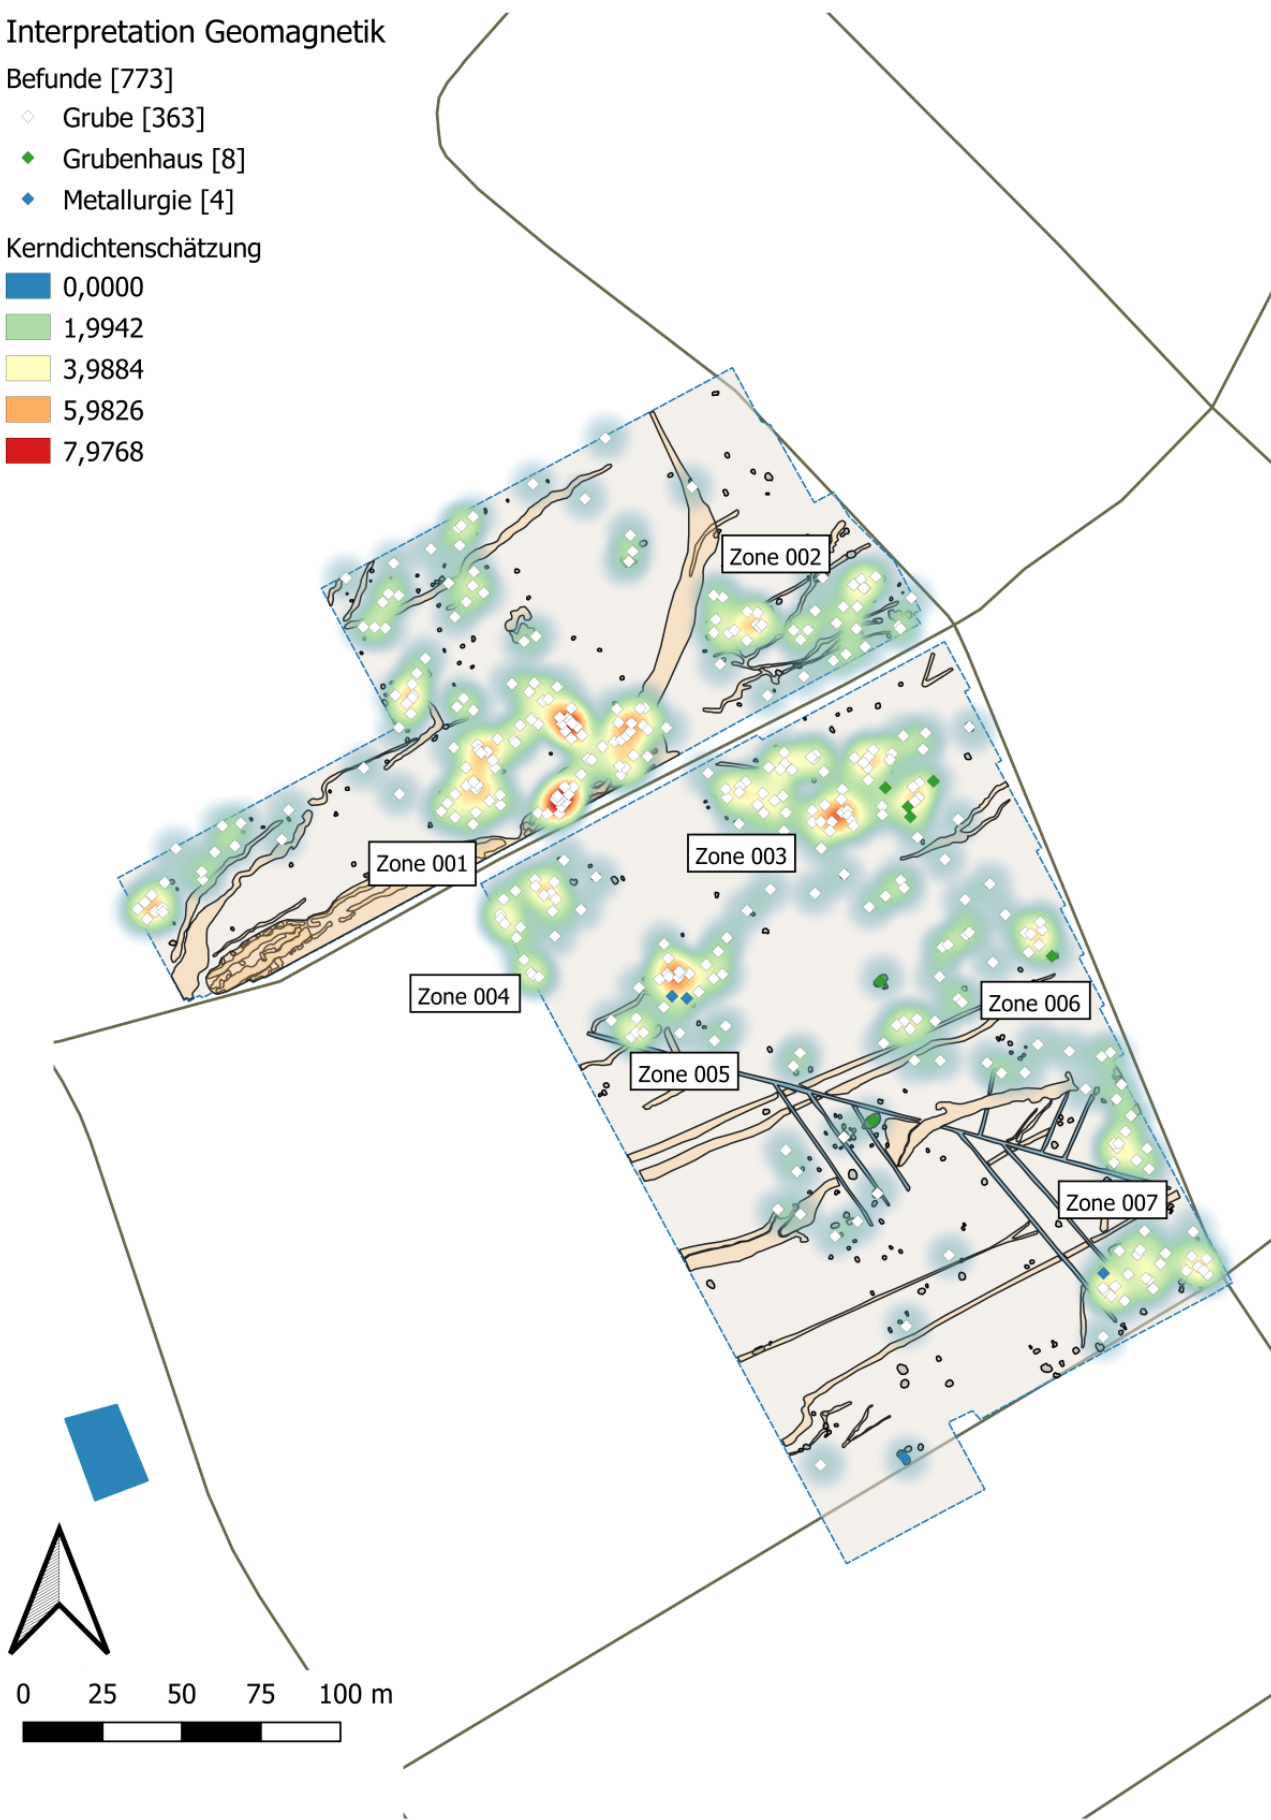 Interpretation Geomagnetik
Befunde [773]
Grube [363]
Grubenhaus [8]
Metallurgie [4]
Kerndichtenschätzung
0,0000
1,9942
3,9884
5,9826
7,9768
Zone 002
Zone 003
Zone 001
Zone 004
Zone 006
Zone 005
Zone 007
0 25 50 75 100 m